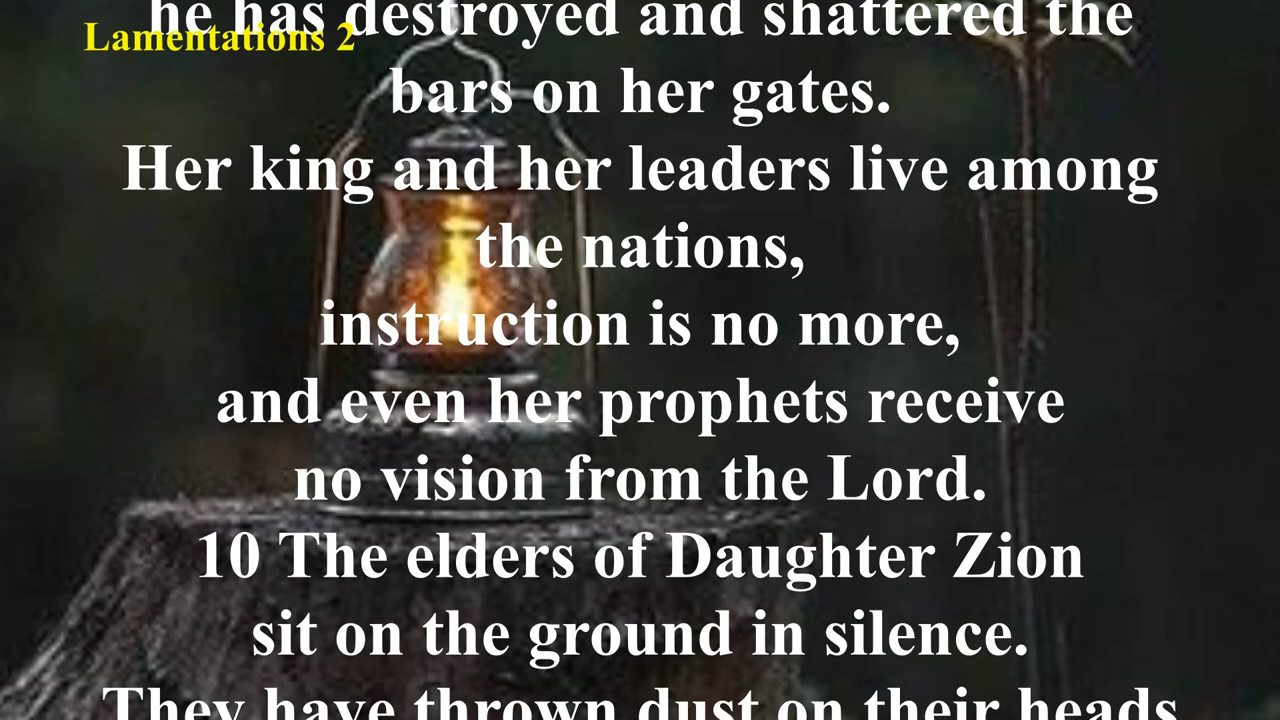 he has destroyed and shattered the
Lamentations 2
bars on her gates.
Her king and her leaders live among
the nations,
instruction is no more,
and even her prophets receive
no vision from the Lord.
10 The elders of Daughter Zion
sit on the ground in silence.
They have thrown dust on their heads